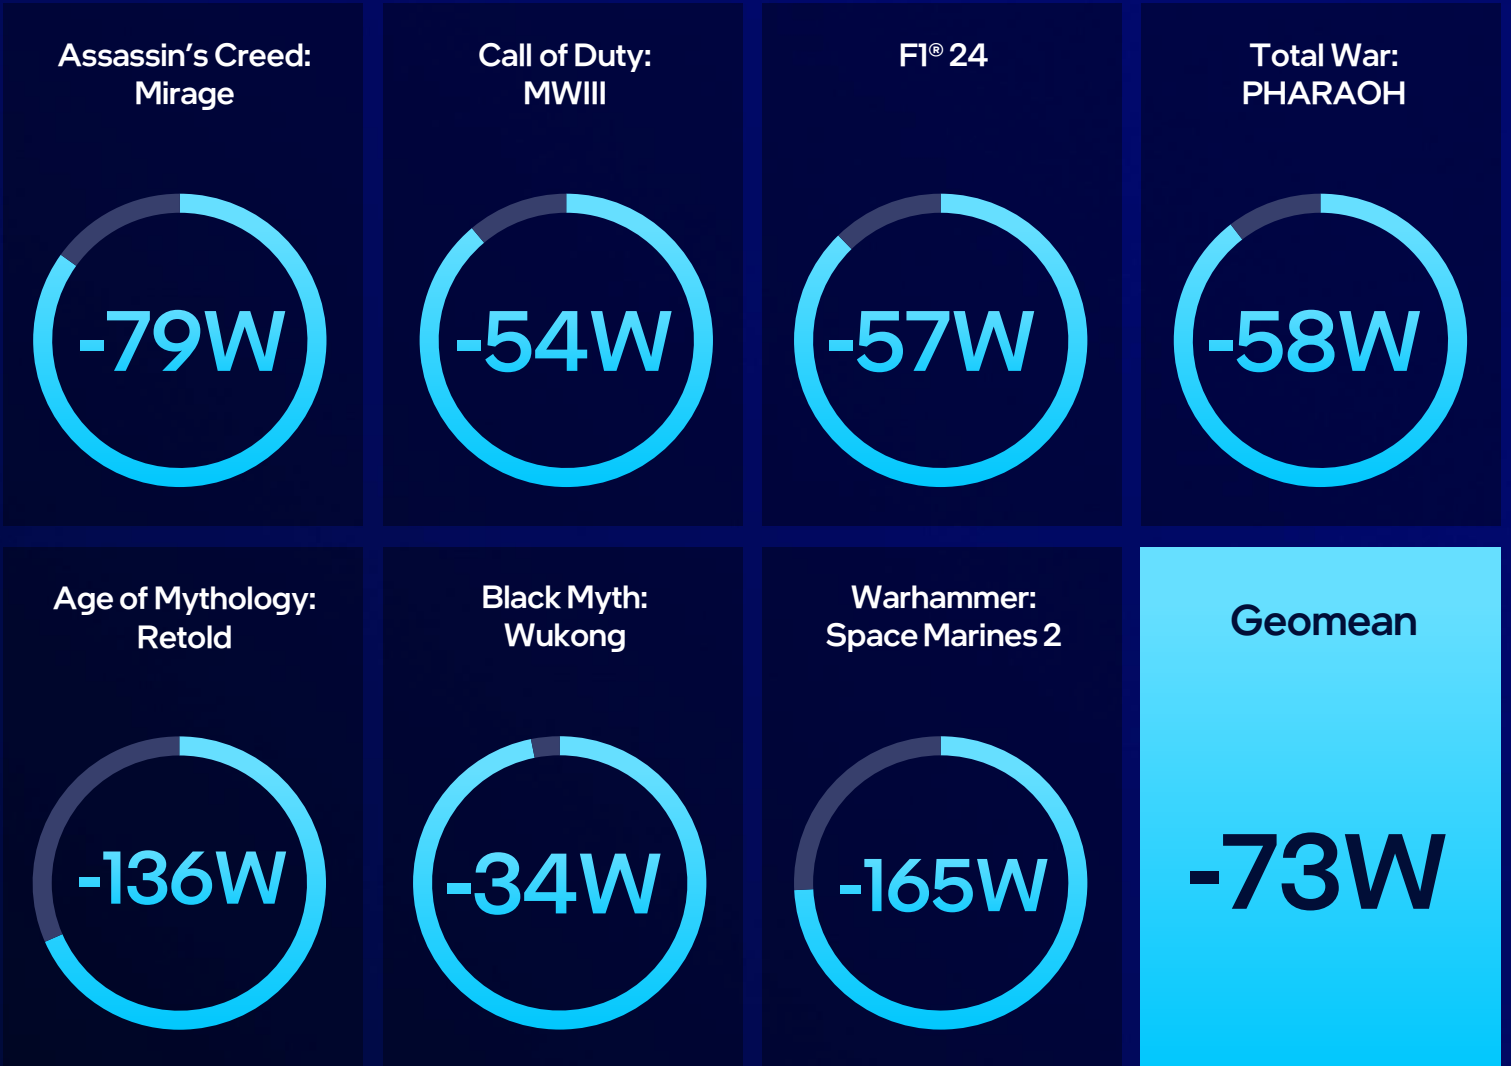 Assassin’s Creed:
Mirage
-79W
Call of Duty:
MWIII
-54W
F1® 24
-57W
Total War:
PHARAOH
-58W
Age of Mythology:
Retold
-136W
Black Myth:
Wukong
-34W
Warhammer:
Space Marines 2
-165W
Geomean
-73W